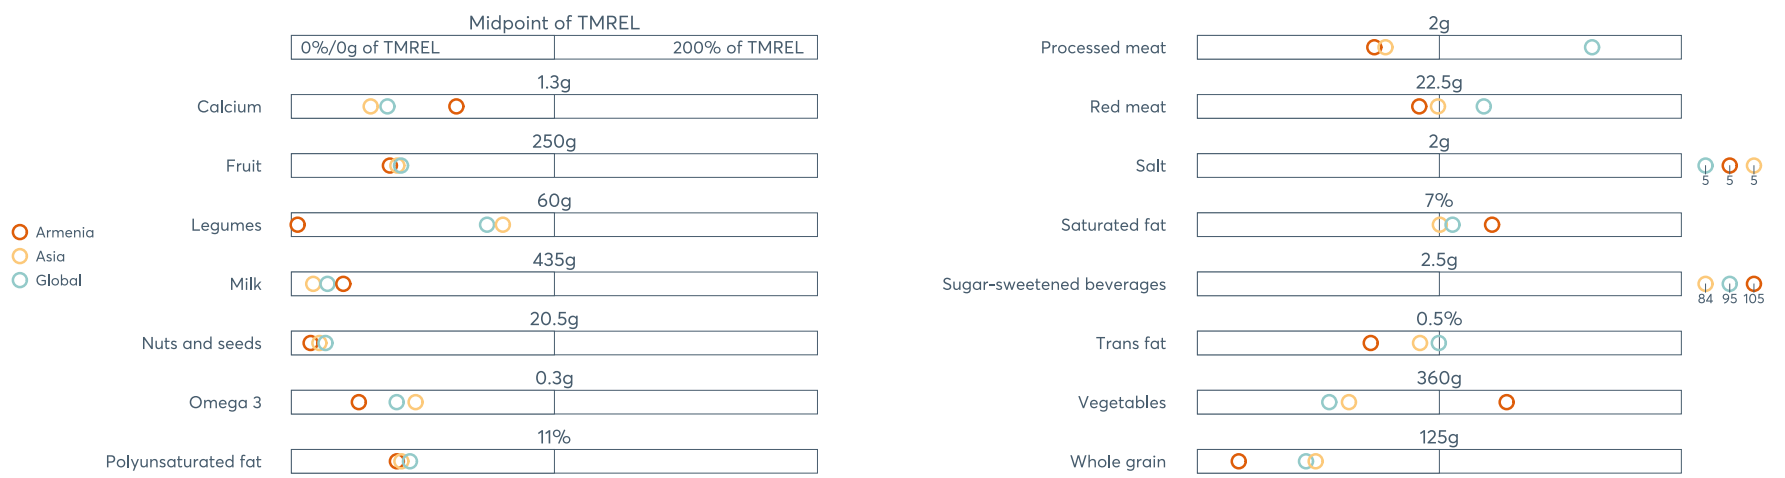 Midpoint of TMREL
0%/0g of TMREL
200% of TMREL
Calcium
1.3g
Fruit
250g
Legumes
60g
Milk
435g
Nuts and seeds
20.5g
Omega 3
0.3g
Polyunsaturated fat
11%
Armenia
Asia
Global
Processed meat
2g
Red meat
22.5g
Salt
2g
5 5 5
Saturated fat
7%
Sugar-sweetened beverages
2.5g
84 95 105
Trans fat
0.5%
Vegetables
360g
Whole grain
125g